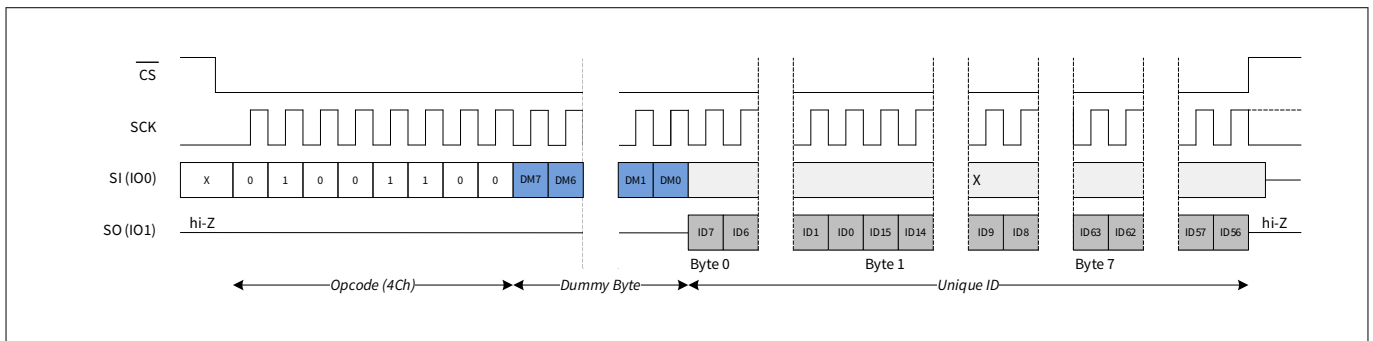 CS
SCK
SI (IO0) X 0 1 0 0 1 1 0 0 DM7 DM6 DM1 DM0 X
hi-Z
SO (IO1) ID7 ID6 ID1 ID0 ID15 ID14 ID9 ID8 ID63 ID62 ID57 ID56 hi-Z
Byte 0 Byte 1 Byte 7
Opcode (4Ch) Dummy Byte Unique ID